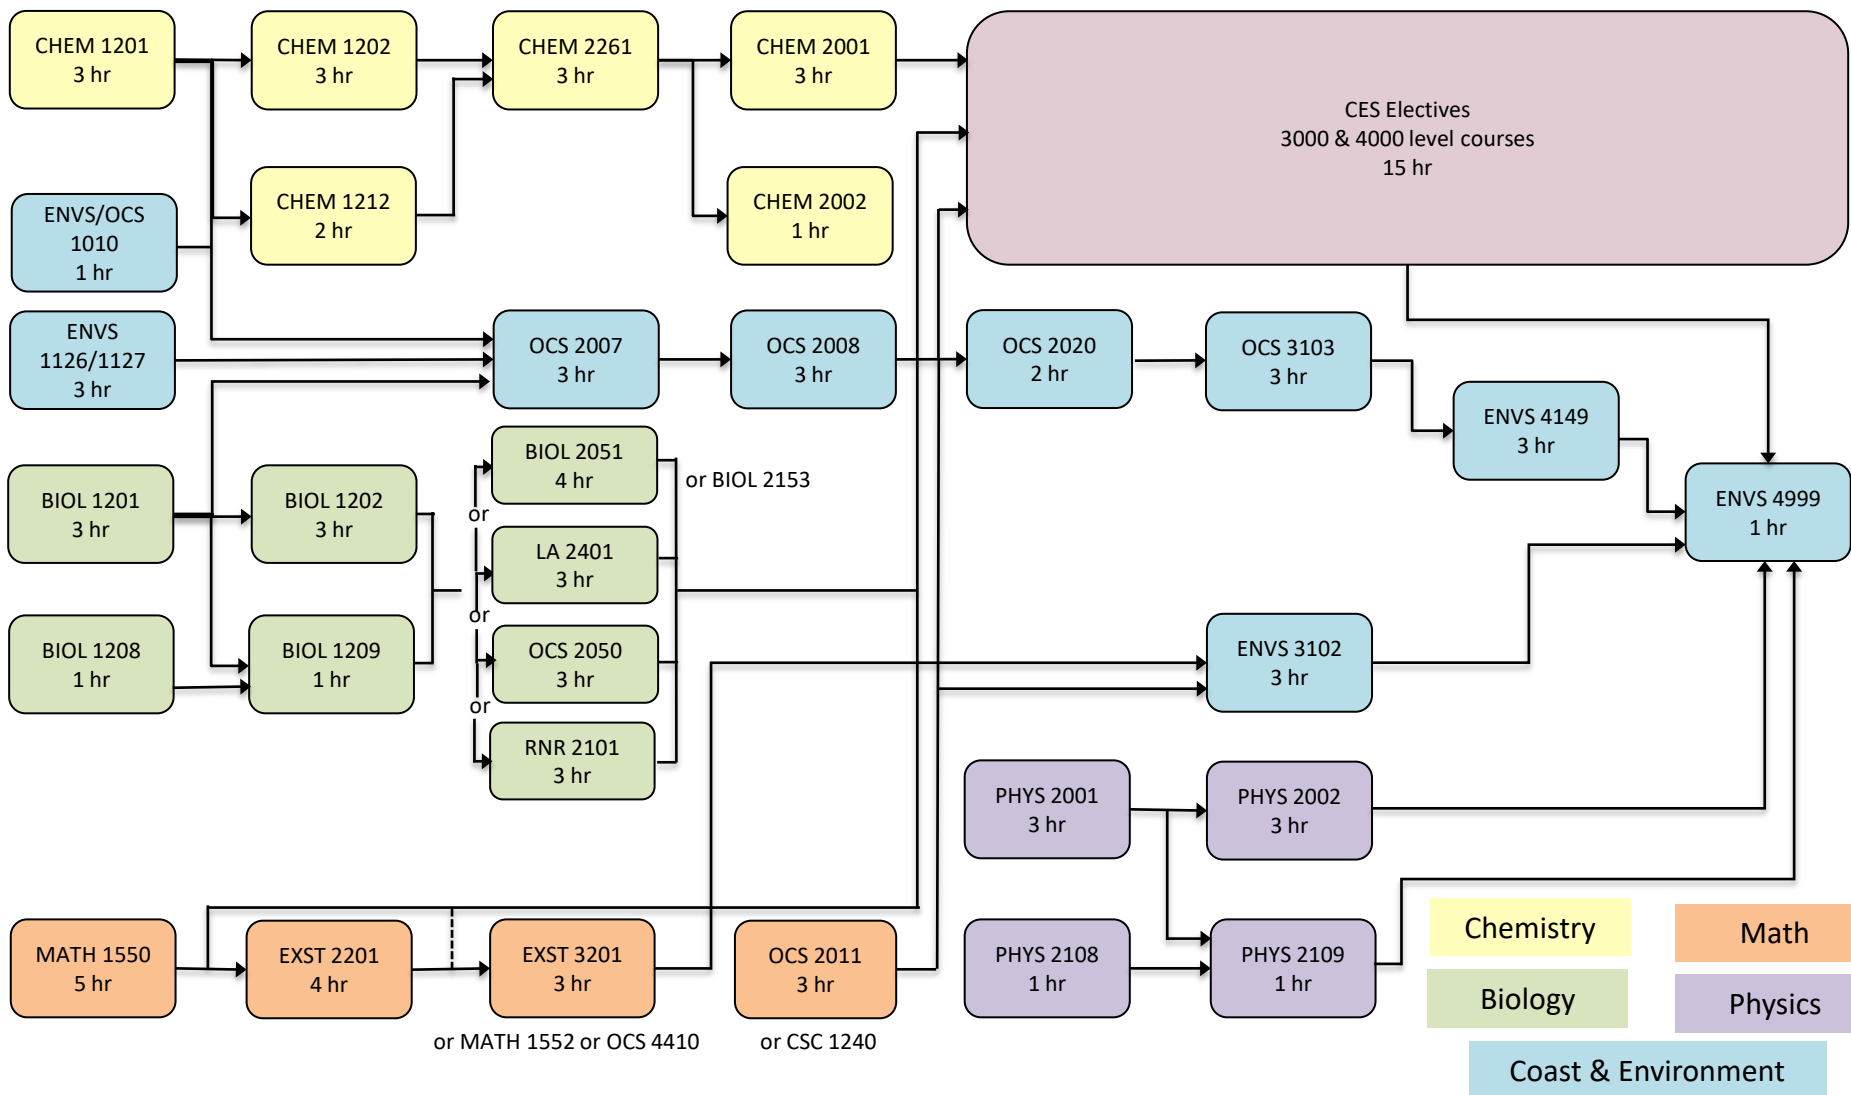 CHEM 1201
3 hr
CHEM 1202
3 hr
CHEM 2261
3 hr
CHEM 2001
3 hr
CES Electives
3000 & 4000 level courses
15 hr
ENVS/OCS
1010
1 hr
CHEM 1212
2 hr
CHEM 2002
1 hr
ENVS
1126/1127
3 hr
OCS 2007
3 hr
OCS 2008
3 hr
OCS 2020
2 hr
OCS 3103
3 hr
ENVS 4149
3 hr
ENVS 4999
1 hr
BIOL 1201
3 hr
BIOL 1202
3 hr
BIOL 2051
4 hr
or BIOL 2153
or
LA 2401
3 hr
or
BIOL 1208
1 hr
BIOL 1209
1 hr
OCS 2050
3 hr
or
RNR 2101
3 hr
ENVS 3102
3 hr
PHYS 2001
3 hr
PHYS 2002
3 hr
MATH 1550
5 hr
EXST 2201
4 hr
EXST 3201
3 hr
or MATH 1552 or OCS 4410
OCS 2011
3 hr
or CSC 1240
PHYS 2108
1 hr
PHYS 2109
1 hr
Chemistry
Math
Biology
Physics
Coast & Environment